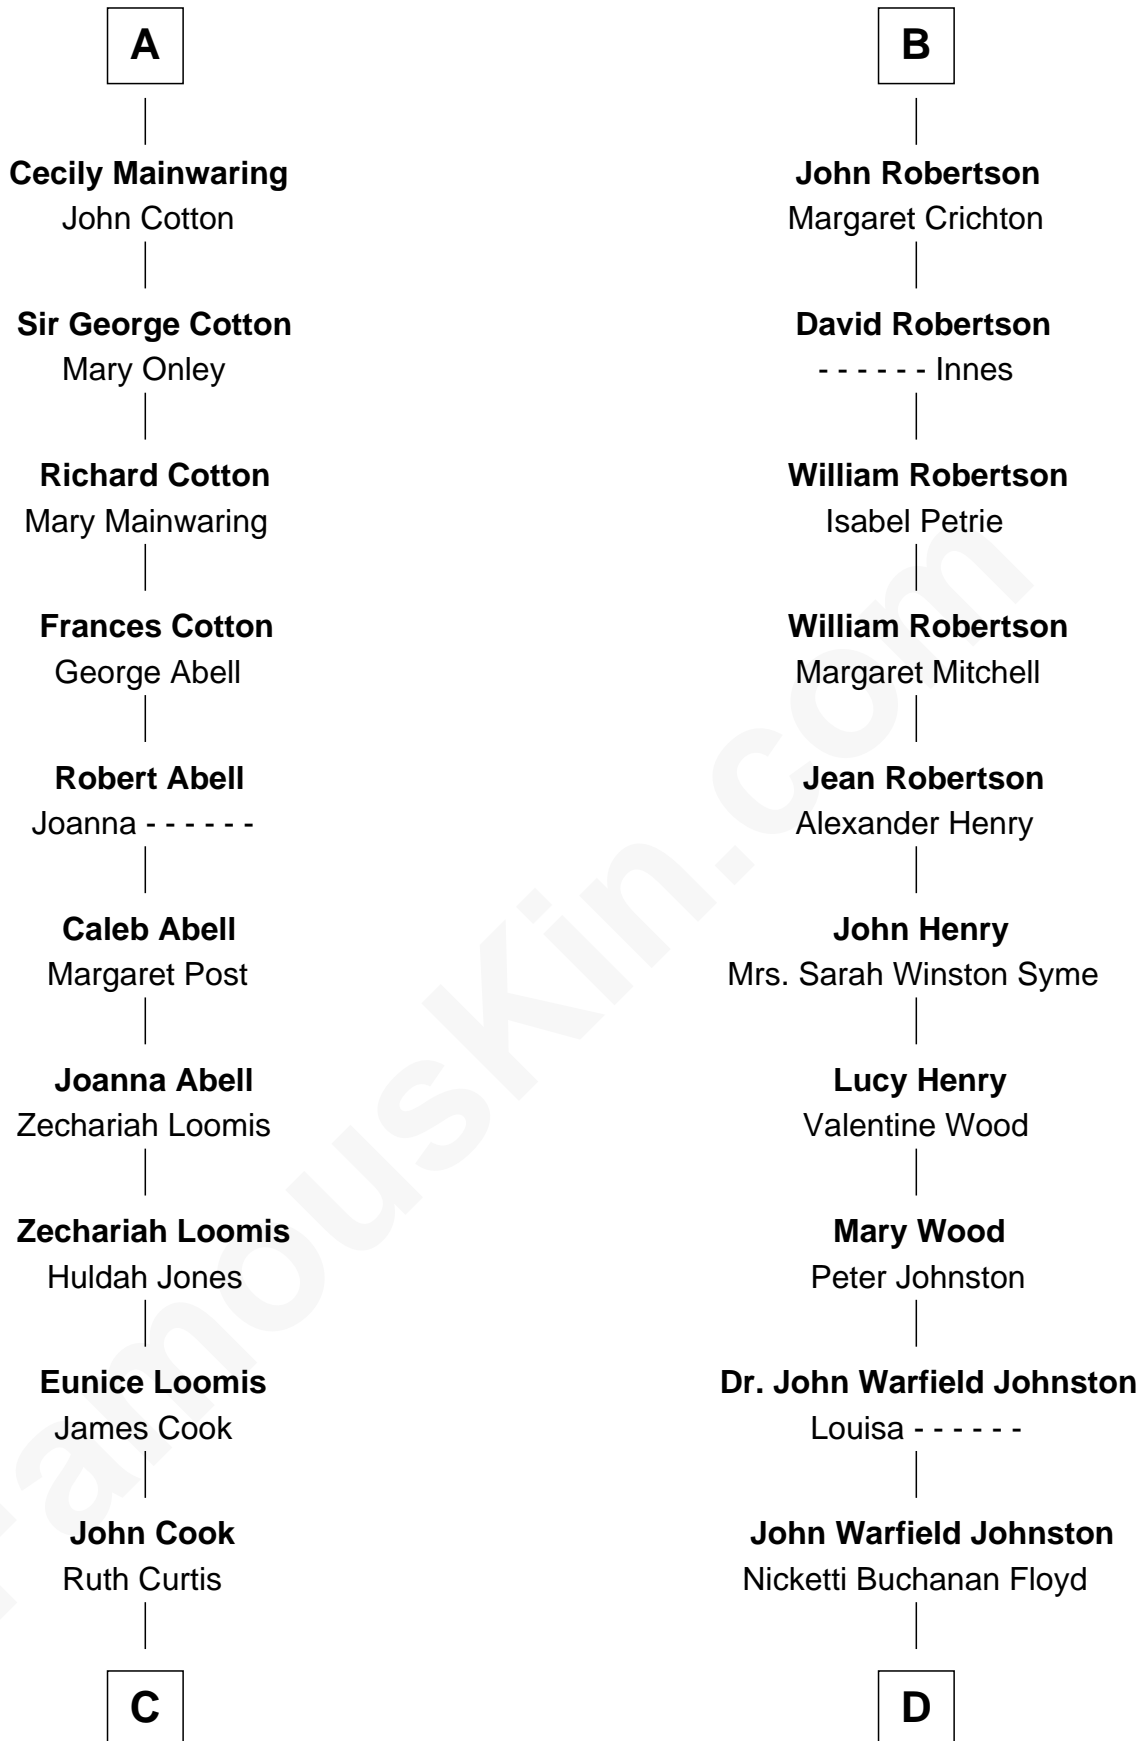 A
Cecily Mainwaring
John Cotton
Sir George Cotton
Mary Onley
Richard Cotton
Mary Mainwaring
Frances Cotton
George Abell
Robert Abell
Joanna - - - - - -
Caleb Abell
Margaret Post
Joanna Abell
Zechariah Loomis
Zechariah Loomis
Huldah Jones
Eunice Loomis
James Cook
John Cook
Ruth Curtis
C
B
John Robertson
Margaret Crichton
David Robertson
- - - - - - Innes
William Robertson
Isabel Petrie
William Robertson
Margaret Mitchell
Jean Robertson
Alexander Henry
John Henry
Mrs. Sarah Winston Syme
Lucy Henry
Valentine Wood
Mary Wood
Peter Johnston
Dr. John Warfield Johnston
Louisa - - - - - -
John Warfield Johnston
Nicketti Buchanan Floyd
D
FamousKin.com